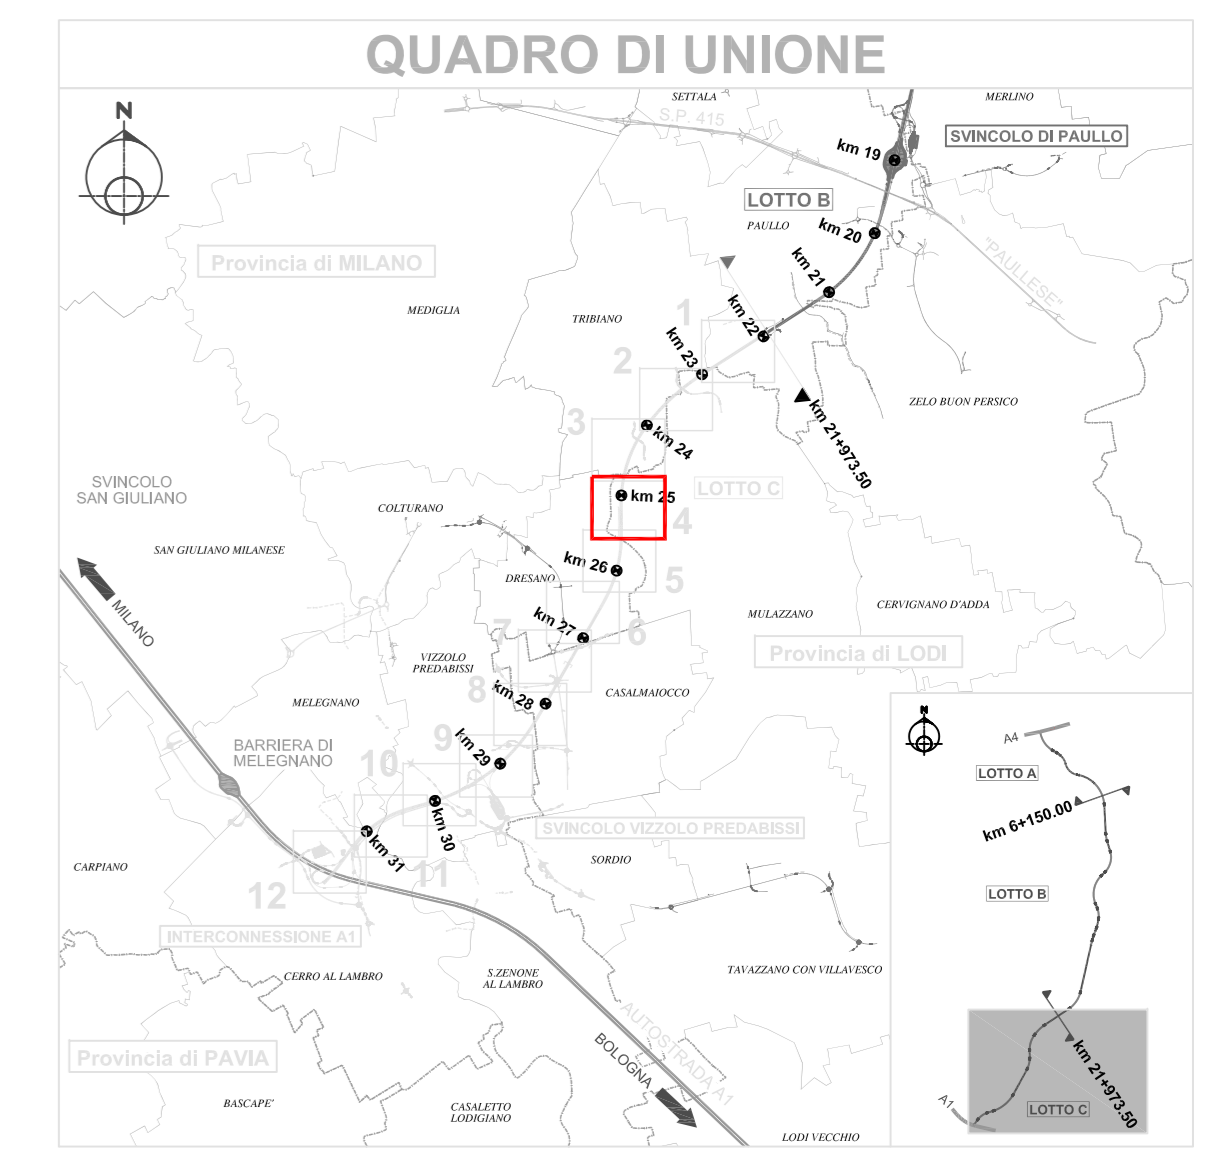 QUADRO DI UNIONE
N
SETTALA
MERLINO
S.P. 415
SVINCOLO DI PAULLO
km 19
LOTTO B
PAULLO
km 20
"PAULLESE"
Provincia di MILANO
km 21
MEDIGLIA
TRIBIANO
1
km 22
km 23
2
ZELO BUON PERSICO
km 21+973.50
3
km 24
SVINCOLO
SAN GIULIANO
LOTTO C
km 25
COLTURANO
4
SAN GIULIANO MILANESE
km 26
DRESANO
5
MILANO
CERVIGNANO D'ADDA
MULAZZANO
km 27
7
6
Provincia di LODI
VIZZOLO
PREDABISSI
8
km 28
CASALMAIOCCO
MELEGNANO
BARRIERA DI
MELEGNANO
9
km 29
10
km 30
km 31
SVINCOLO VIZZOLO PREDABISSI
SORDIO
CARPIANO
11
12
INTERCONNESSIONE A1
CERRO AL LAMBRO
S.ZENONE
AL LAMBRO
TAVAZZANO CON VILLAVESCO
AUTOSTRADA A1
BOLOGNA
Provincia di PAVIA
BASCAPE'
CASALETTO
LODIGIANO
LODI VECCHIO
N
A4
LOTTO A
km 6+150.00
LOTTO B
km 21+973.50
A1
LOTTO C